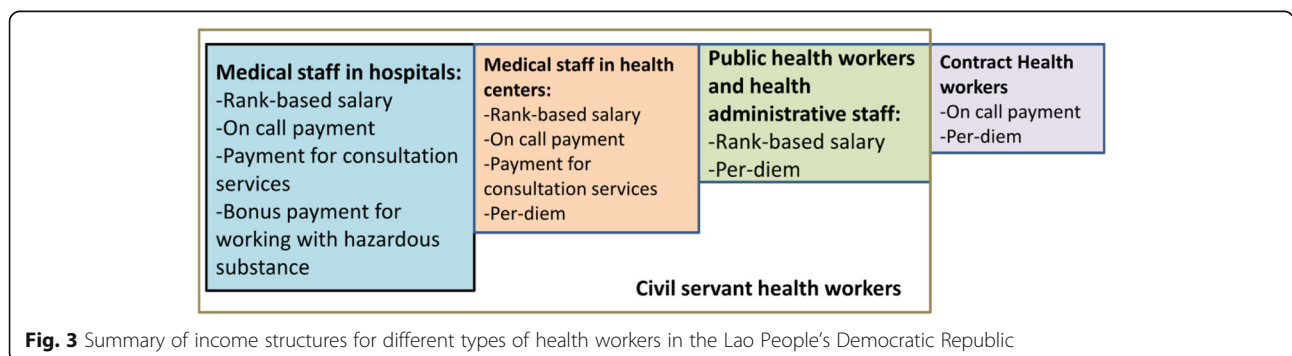 Medical staff in hospitals:
-Rank-based salary
-On call payment
-Payment for consultation
services
-Bonus payment for
working with hazardous
substance
Medical staff in health
centers:
-Rank-based salary
-On call payment
-Payment for
consultation services
-Per-diem
Public health workers
and health
administrative staff:
-Rank-based salary
-Per-diem
Contract Health
workers
-On call payment
-Per-diem
Civil servant health workers
Fig. 3 Summary of income structures for different types of health workers in the Lao People's Democratic Republic